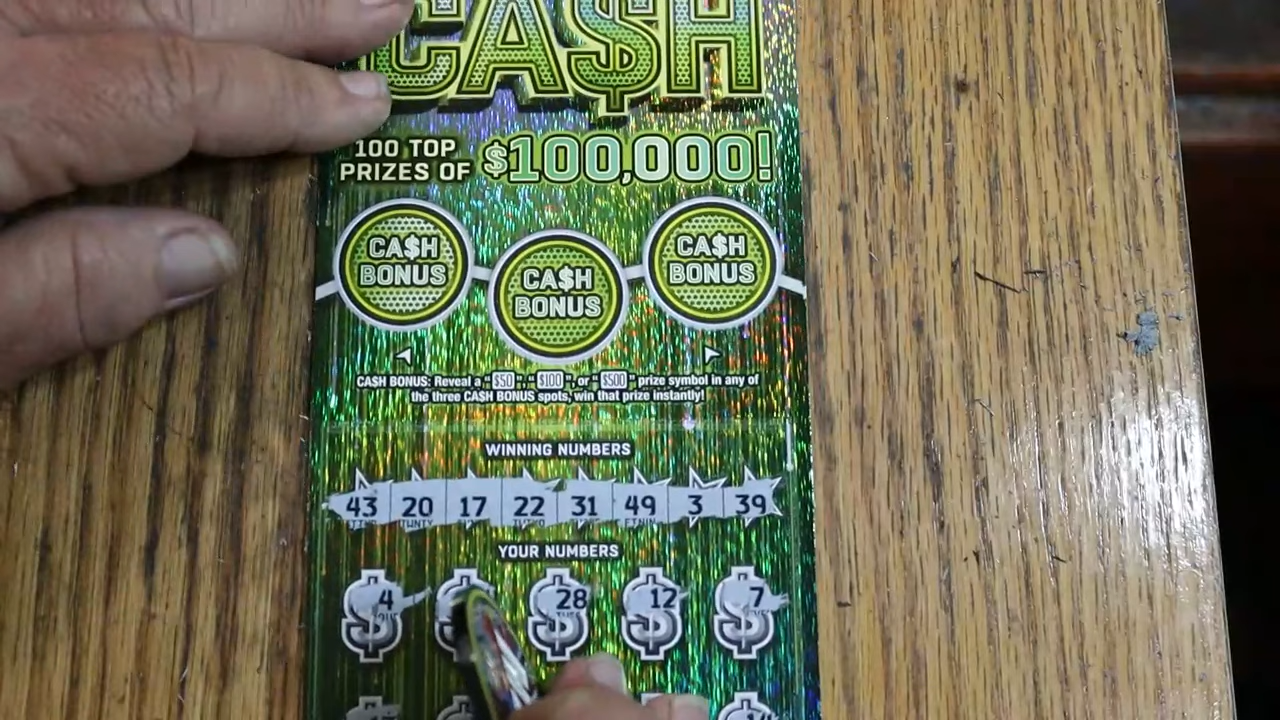 CA$H
100 TOP
PRIZES OF $100,000!
CA$H
BONUS
CA$H
BONUS
CA$H
BONUS
CASH BONUS: Reveal a "$50", "$100", or "$500" prize symbol in any of
the three CA$H BONUS spots, win that prize instantly!
WINNING NUMBERS
43 20 17 22 31 49 3 39
TWNTY
YOUR NUMBERS
4 28 12 7
14